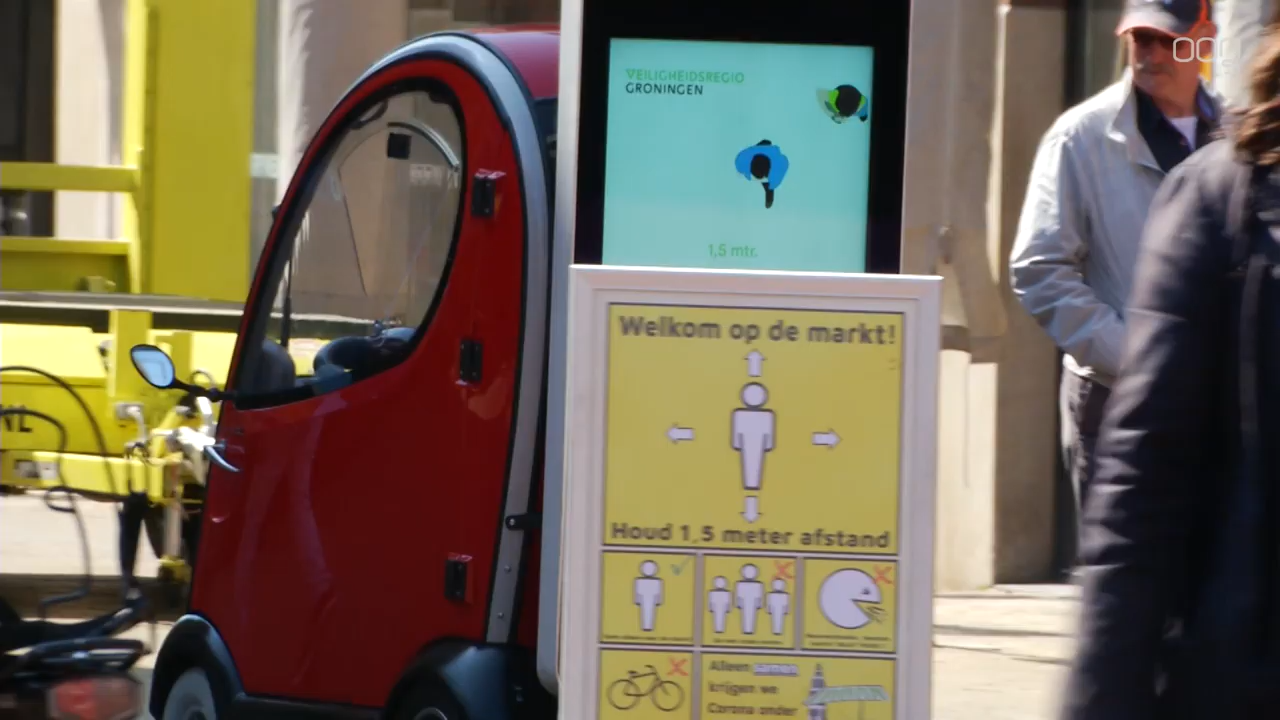 VEILIGHEIDSREGIO
GRONINGEN
1,5 mtr.
Welkom op de markt!
Houd 1,5 meter afstand
Alleen samen
krijgen we
Corona onder
NL